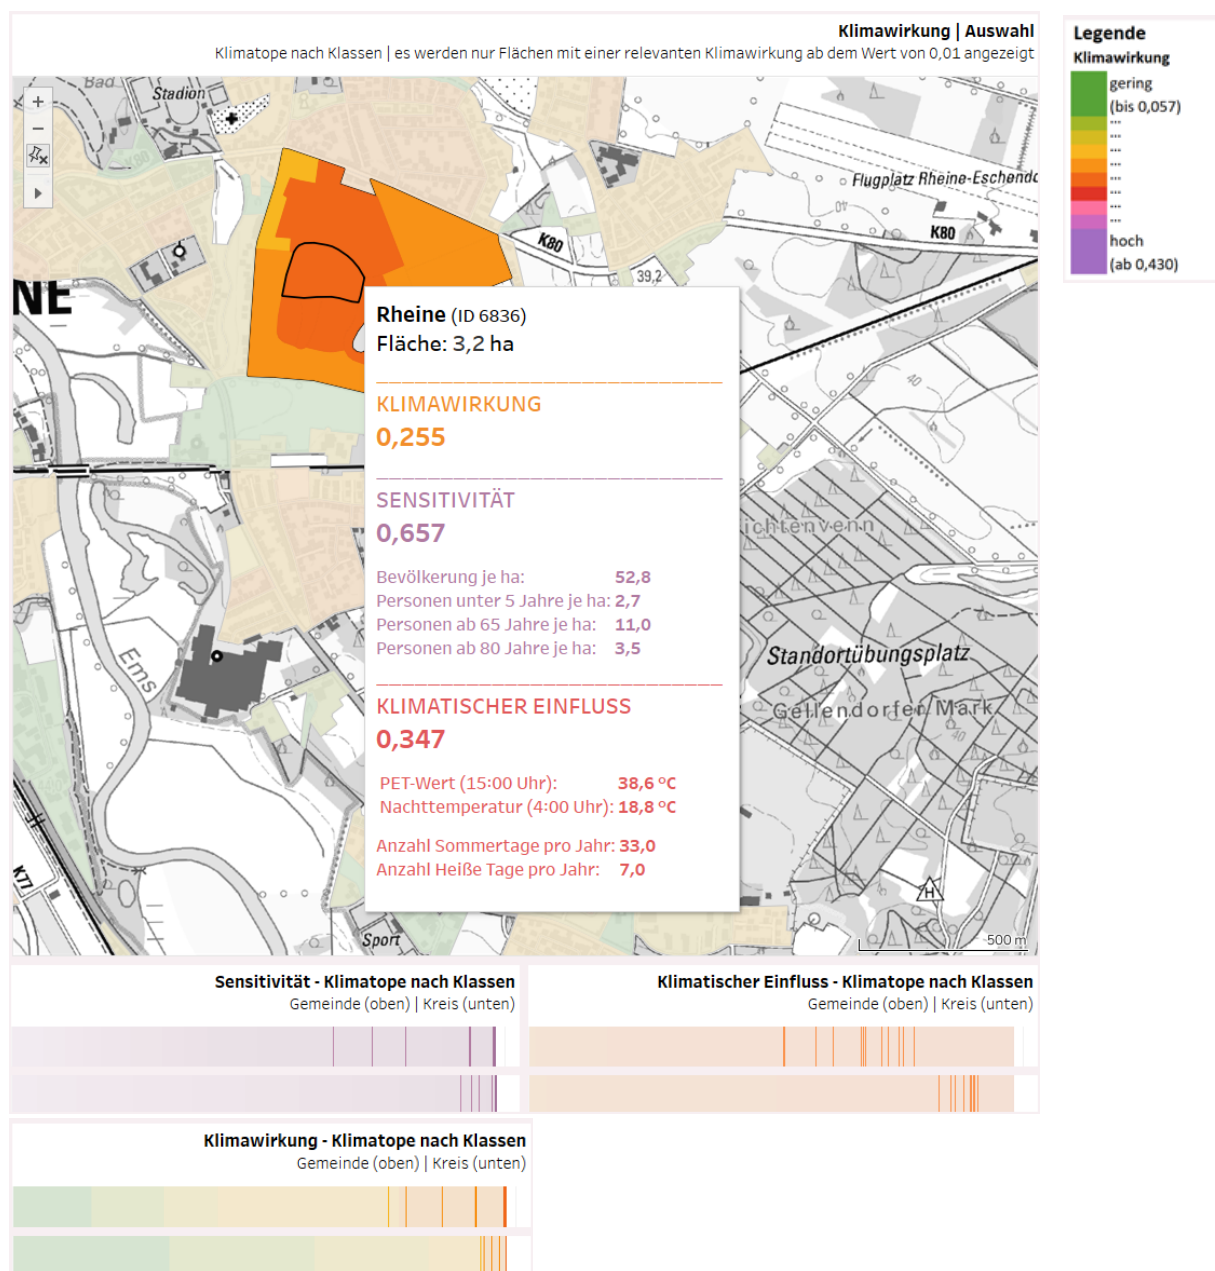 Klimawirkung | Auswahl
Klimatope nach Klassen | es werden nur Flächen mit einer relevanten Klimawirkung ab dem Wert von 0,01 angezeigt
Legende
Klimawirkung
gering
(bis 0,057)
...
...
...
...
...
...
...
...
hoch
(ab 0,430)
Bad
Stadion
K80
Flugplatz Rheine-Eschendo
K80
K80
39,2
40
NE
Rheine (ID 6836)
Fläche: 3,2 ha
KLIMAWIRKUNG
0,255
SENSITIVITÄT
0,657
Bevölkerung je ha: 52,8
Personen unter 5 Jahre je ha: 2,7
Personen ab 65 Jahre je ha: 11,0
Personen ab 80 Jahre je ha: 3,5
KLIMATISCHER EINFLUSS
0,347
PET-Wert (15:00 Uhr): 38,6 °C
Nachttemperatur (4:00 Uhr): 18,8 °C
Anzahl Sommertage pro Jahr: 33,0
Anzahl Heiße Tage pro Jahr: 7,0
ichtenvenn
Ems
Standortübungsplatz
Gellendorfer Mark
40
K77
H
Sport
500 m
Sensitivität - Klimatope nach Klassen
Gemeinde (oben) | Kreis (unten)
Klimatischer Einfluss - Klimatope nach Klassen
Gemeinde (oben) | Kreis (unten)
Klimawirkung - Klimatope nach Klassen
Gemeinde (oben) | Kreis (unten)